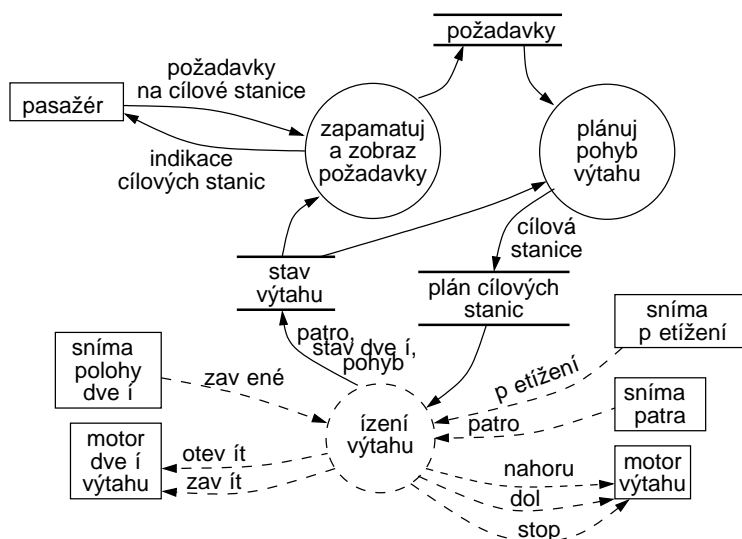 požadavky
požadavky
na cílové stanice
pasažér
zapamatuj
a zobraz
požadavky
plánuj
pohyb
výtahu
indikace
cílových stanic
cílová
stanice
stav
výtahu
plán cílových
stanic
sníma
p etížení
patro,
stav dve í,
pohyb
sníma
polohy
dve í
zav ené
p etížení
sníma
patra
patro
ízení
výtahu
motor
dve í
výtahu
otev ít
zav ít
nahoru
dol
stop
motor
výtahu